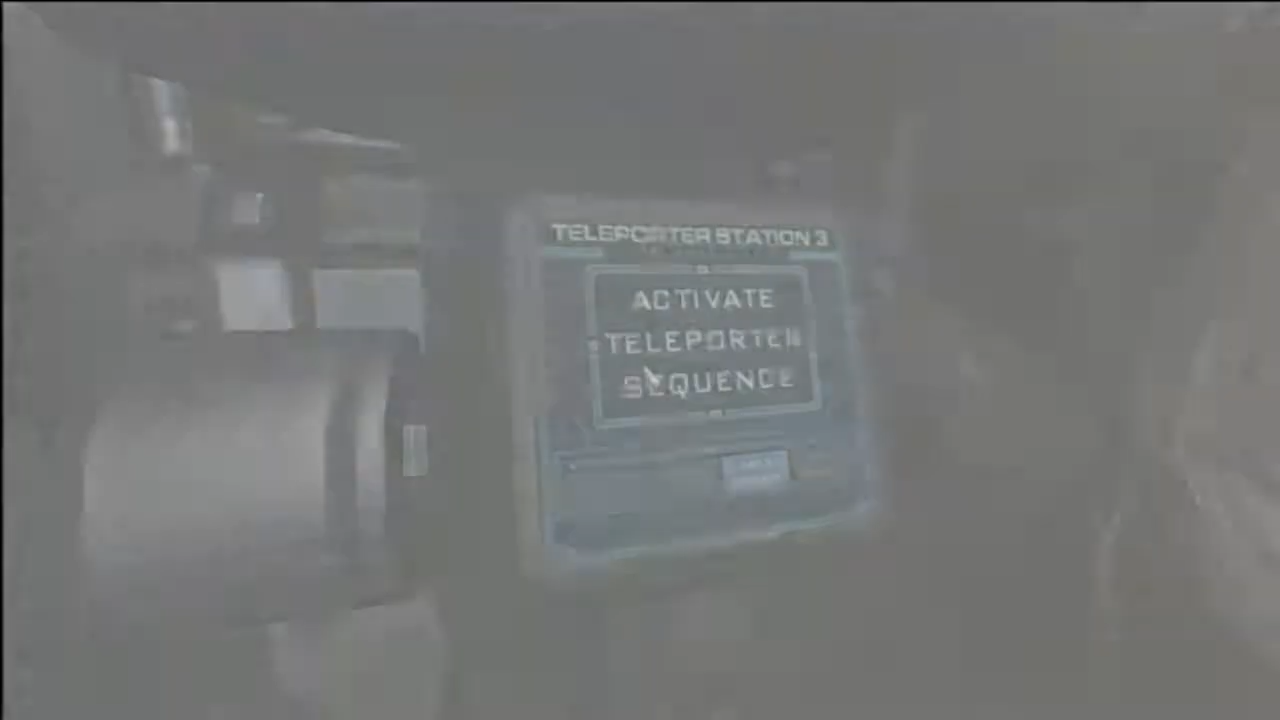 TELEPORTER STATION 3
ACTIVATE
TELEPORTER
SEQUENCE